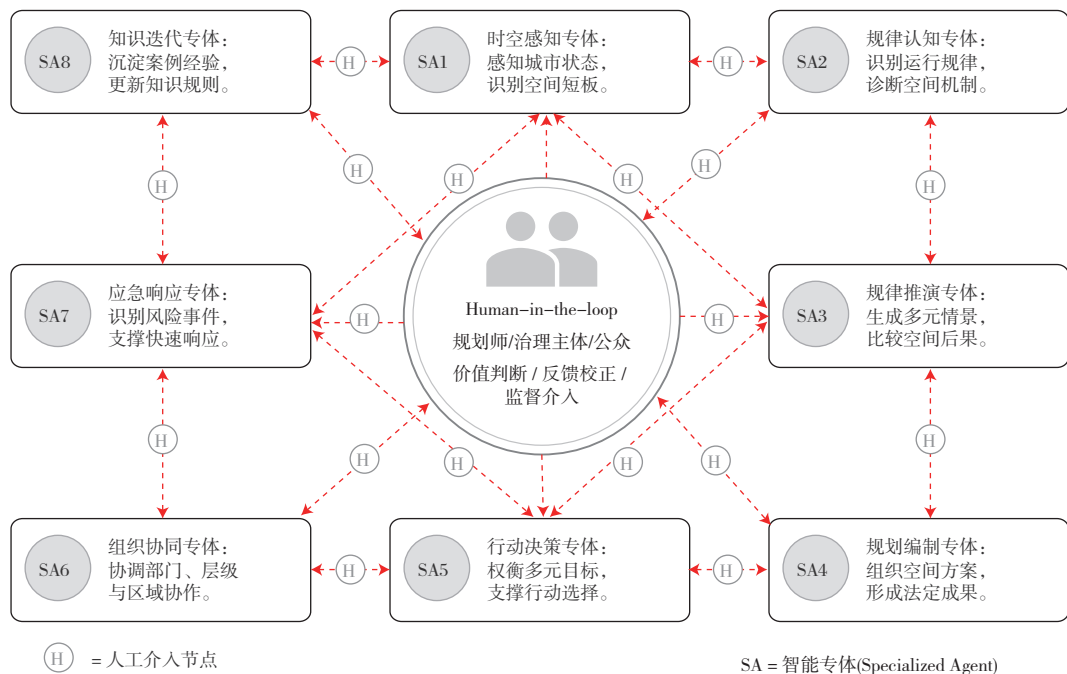 SA8
知识迭代专体：
沉淀案例经验，
更新知识规则。
H
SA1
时空感知专体：
感知城市状态，
识别空间短板。
H
SA2
规律认知专体：
识别运行规律，
诊断空间机制。
H
H
H
H
H
H
SA7
应急响应专体：
识别风险事件，
支撑快速响应。
H
Human-in-the-loop
规划师/治理主体/公众
价值判断 / 反馈校正 /
监督介入
H
SA3
规律推演专体：
生成多元情景，
比较空间后果。
H
H
H
H
H
H
SA6
组织协同专体：
协调部门、层级
与区域协作。
H
SA5
行动决策专体：
权衡多元目标，
支撑行动选择。
H
SA4
规划编制专体：
组织空间方案，
形成法定成果。
H = 人工介入节点
SA = 智能专体(Specialized Agent)